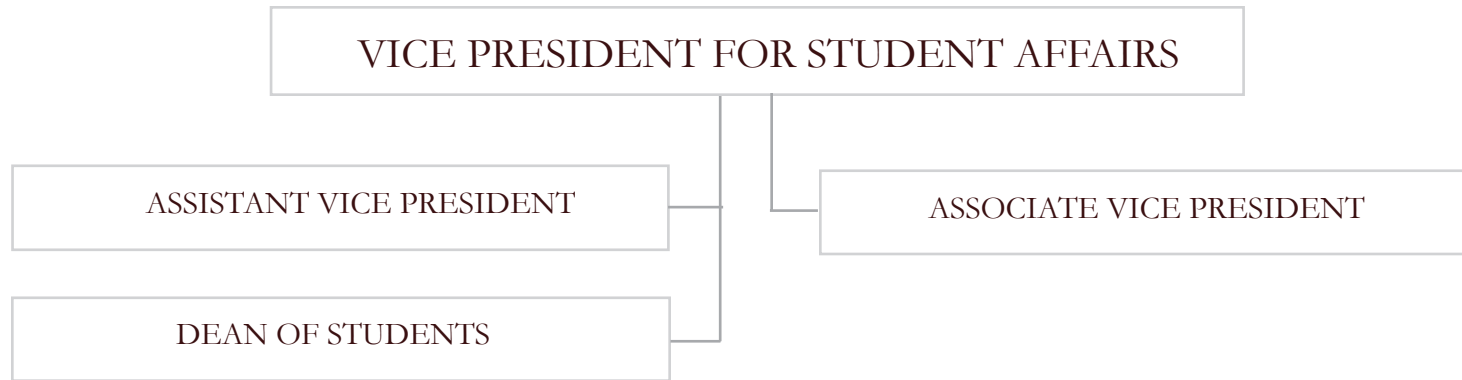 VICE PRESIDENT FOR STUDENT AFFAIRS
ASSISTANT VICE PRESIDENT
ASSOCIATE VICE PRESIDENT
DEAN OF STUDENTS